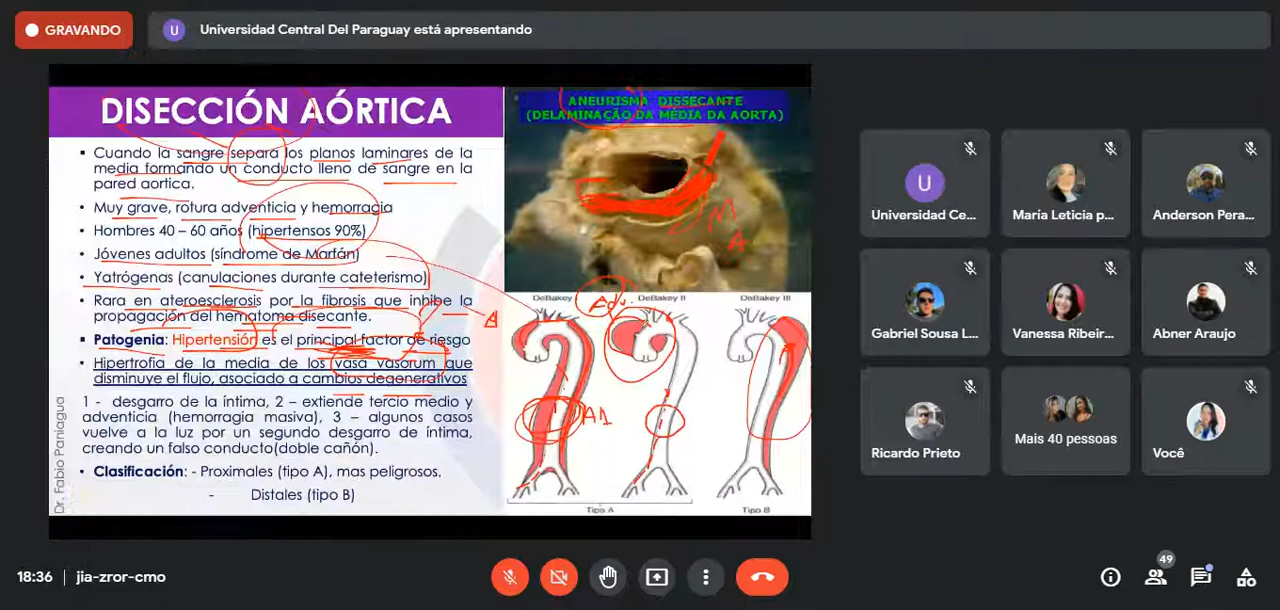 GRAVANDO
U
Universidad Central Del Paraguay está apresentando
DISECCIÓN AÓRTICA
▪ Cuando la sangre separa los planos laminares de la
media formando un conducto lleno de sangre en la
pared aortica.
▪ Muy grave, rotura adventicia y hemorragia
▪ Hombres 40 – 60 años (hipertensos 90%)
▪ Jóvenes adultos (síndrome de Marfán)
▪ Yatrógenas (canulaciones durante cateterismo)
▪ Rara en ateroesclerosis por la fibrosis que inhibe la
propagación del hematoma disecante.
▪ Patogenia: Hipertensión es el principal factor de riesgo
▪ Hipertrofia de la media de los vasa vasorum que
disminuye el flujo, asociado a cambios degenerativos
1 - desgarro de la íntima, 2 – extiende tercio medio y
adventicia (hemorragia masiva), 3 – algunos casos
vuelve a la luz por un segundo desgarro de íntima,
creando un falso conducto(doble cañón).
▪ Clasificación: - Proximales (tipo A), mas peligrosos.
- Distales (tipo B)
Dr. Fabio Paniagua
ANEURISMA DISSECANTE
(DELAMINAÇÃO DA MÉDIA DA AORTA)
M
A
DeBakey
Adv.
DeBakey II
DeBakey III
A
Tipo A
Tipo B
U
Universidad Ce...
María Leticia p...
Anderson Pera...
Gabriel Sousa L...
Vanessa Ribeir...
Abner Araujo
Ricardo Prieto
Mais 40 pessoas
Você
18:36 | jia-zror-cmo
49